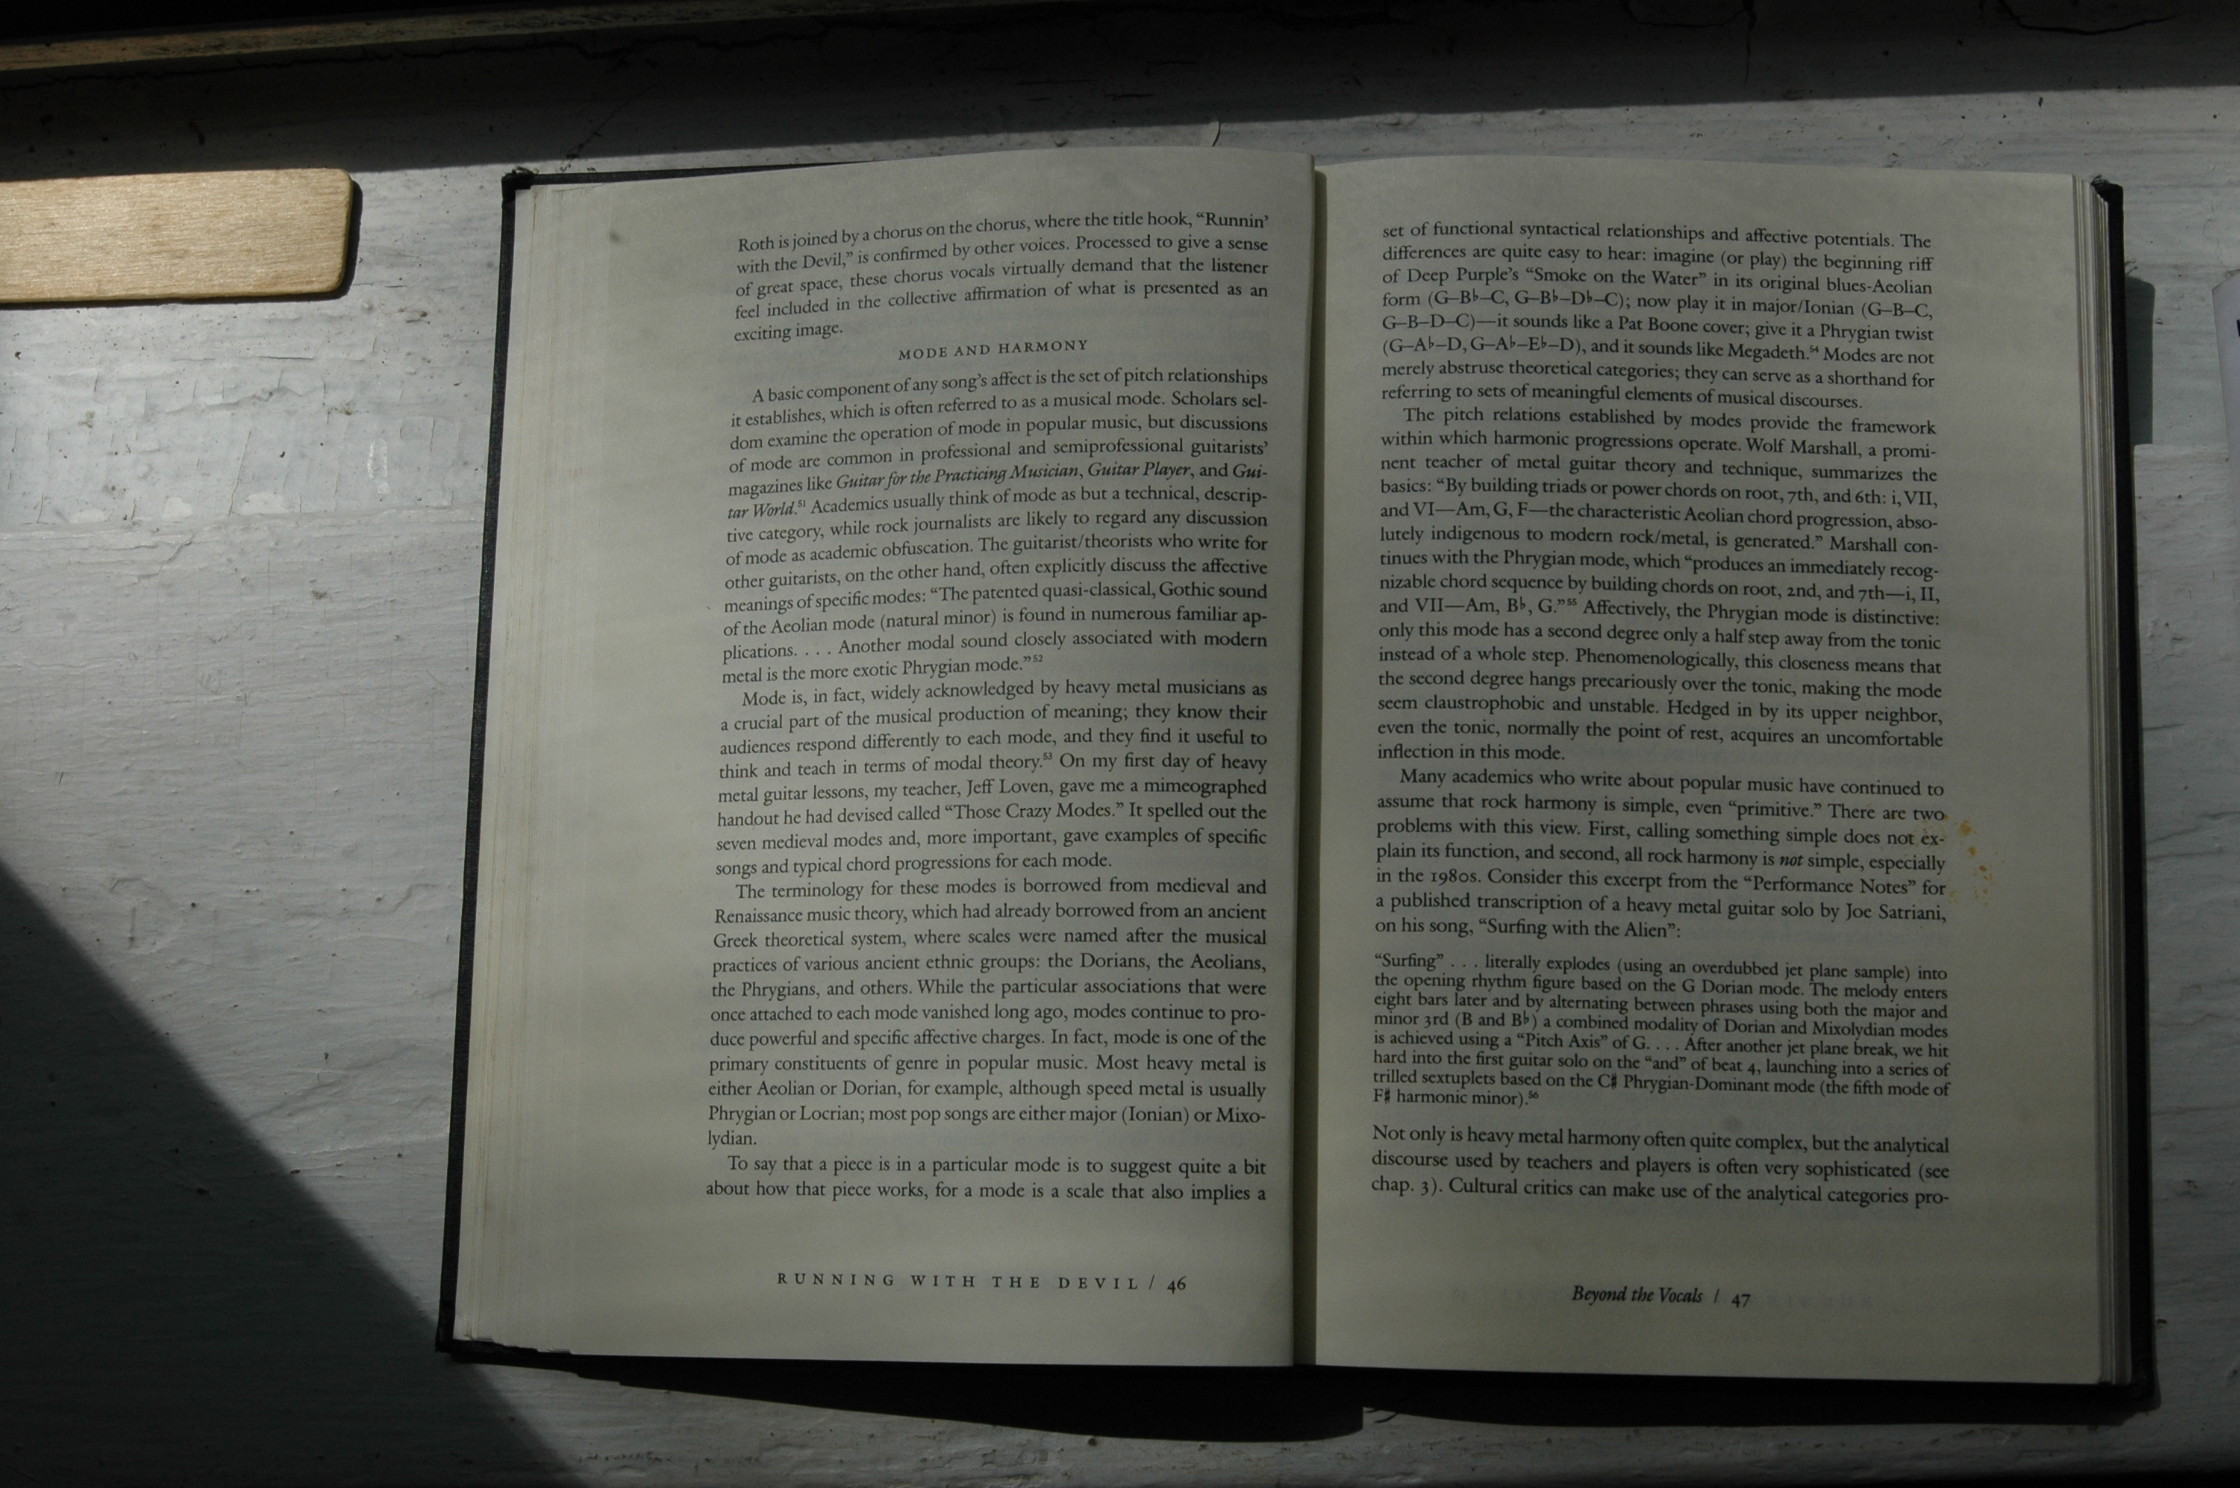 Roth is joined by a chorus on the chorus, where the title hook, “Runnin’
with the Devil,” is confirmed by other voices. Processed to give a sense
of great space, these chorus vocals virtually demand that the listener
feel included in the collective affirmation of what is presented as an
exciting image.
MODE AND HARMONY
A basic component of any song’s affect is the set of pitch relationships
it establishes, which is often referred to as a musical mode. Scholars sel-
dom examine the operation of mode in popular music, but discussions
of mode are common in professional and semiprofessional guitarists’
magazines like Guitar for the Practicing Musician, Guitar Player, and Gui-
tar World.⁵¹ Academics usually think of mode as but a technical, descrip-
tive category, while rock journalists are likely to regard any discussion
of mode as academic obfuscation. The guitarist/theorists who write for
other guitarists, on the other hand, often explicitly discuss the affective
meanings of specific modes: “The patented quasi-classical, Gothic sound
of the Aeolian mode (natural minor) is found in numerous familiar ap-
plications. . . . Another modal sound closely associated with modern
metal is the more exotic Phrygian mode.”⁵²
Mode is, in fact, widely acknowledged by heavy metal musicians as
a crucial part of the musical production of meaning; they know their
audiences respond differently to each mode, and they find it useful to
think and teach in terms of modal theory.⁵³ On my first day of heavy
metal guitar lessons, my teacher, Jeff Loven, gave me a mimeographed
handout he had devised called “Those Crazy Modes.” It spelled out the
seven medieval modes and, more important, gave examples of specific
songs and typical chord progressions for each mode.
The terminology for these modes is borrowed from medieval and
Renaissance music theory, which had already borrowed from an ancient
Greek theoretical system, where scales were named after the musical
practices of various ancient ethnic groups: the Dorians, the Aeolians,
the Phrygians, and others. While the particular associations that were
once attached to each mode vanished long ago, modes continue to pro-
duce powerful and specific affective charges. In fact, mode is one of the
primary constituents of genre in popular music. Most heavy metal is
either Aeolian or Dorian, for example, although speed metal is usually
Phrygian or Locrian; most pop songs are either major (Ionian) or Mixo-
lydian.
To say that a piece is in a particular mode is to suggest quite a bit
about how that piece works, for a mode is a scale that also implies a
RUNNING WITH THE DEVIL / 46
set of functional syntactical relationships and affective potentials. The
differences are quite easy to hear: imagine (or play) the beginning riff
of Deep Purple’s “Smoke on the Water” in its original blues-Aeolian
form (G–B♭–C, G–B♭–D♭–C); now play it in major/Ionian (G–B–C,
G–B–D–C)—it sounds like a Pat Boone cover; give it a Phrygian twist
(G–A♭–D, G–A♭–E♭–D), and it sounds like Megadeth.⁵⁴ Modes are not
merely abstruse theoretical categories; they can serve as a shorthand for
referring to sets of meaningful elements of musical discourses.
The pitch relations established by modes provide the framework
within which harmonic progressions operate. Wolf Marshall, a promi-
nent teacher of metal guitar theory and technique, summarizes the
basics: “By building triads or power chords on root, 7th, and 6th: i, VII,
and VI—Am, G, F—the characteristic Aeolian chord progression, abso-
lutely indigenous to modern rock/metal, is generated.” Marshall con-
tinues with the Phrygian mode, which “produces an immediately recog-
nizable chord sequence by building chords on root, 2nd, and 7th—i, II,
and VII—Am, B♭, G.”⁵⁵ Affectively, the Phrygian mode is distinctive:
only this mode has a second degree only a half step away from the tonic
instead of a whole step. Phenomenologically, this closeness means that
the second degree hangs precariously over the tonic, making the mode
seem claustrophobic and unstable. Hedged in by its upper neighbor,
even the tonic, normally the point of rest, acquires an uncomfortable
inflection in this mode.
Many academics who write about popular music have continued to
assume that rock harmony is simple, even “primitive.” There are two
problems with this view. First, calling something simple does not ex-
plain its function, and second, all rock harmony is not simple, especially
in the 1980s. Consider this excerpt from the “Performance Notes” for
a published transcription of a heavy metal guitar solo by Joe Satriani,
on his song, “Surfing with the Alien”:
“Surfing” . . . literally explodes (using an overdubbed jet plane sample) into
the opening rhythm figure based on the G Dorian mode. The melody enters
eight bars later and by alternating between phrases using both the major and
minor 3rd (B and B♭) a combined modality of Dorian and Mixolydian modes
is achieved using a “Pitch Axis” of G. . . . After another jet plane break, we hit
hard into the first guitar solo on the “and” of beat 4, launching into a series of
trilled sextuplets based on the C♯ Phrygian-Dominant mode (the fifth mode of
F♯ harmonic minor).⁵⁶
Not only is heavy metal harmony often quite complex, but the analytical
discourse used by teachers and players is often very sophisticated (see
chap. 3). Cultural critics can make use of the analytical categories pro-
Beyond the Vocals / 47